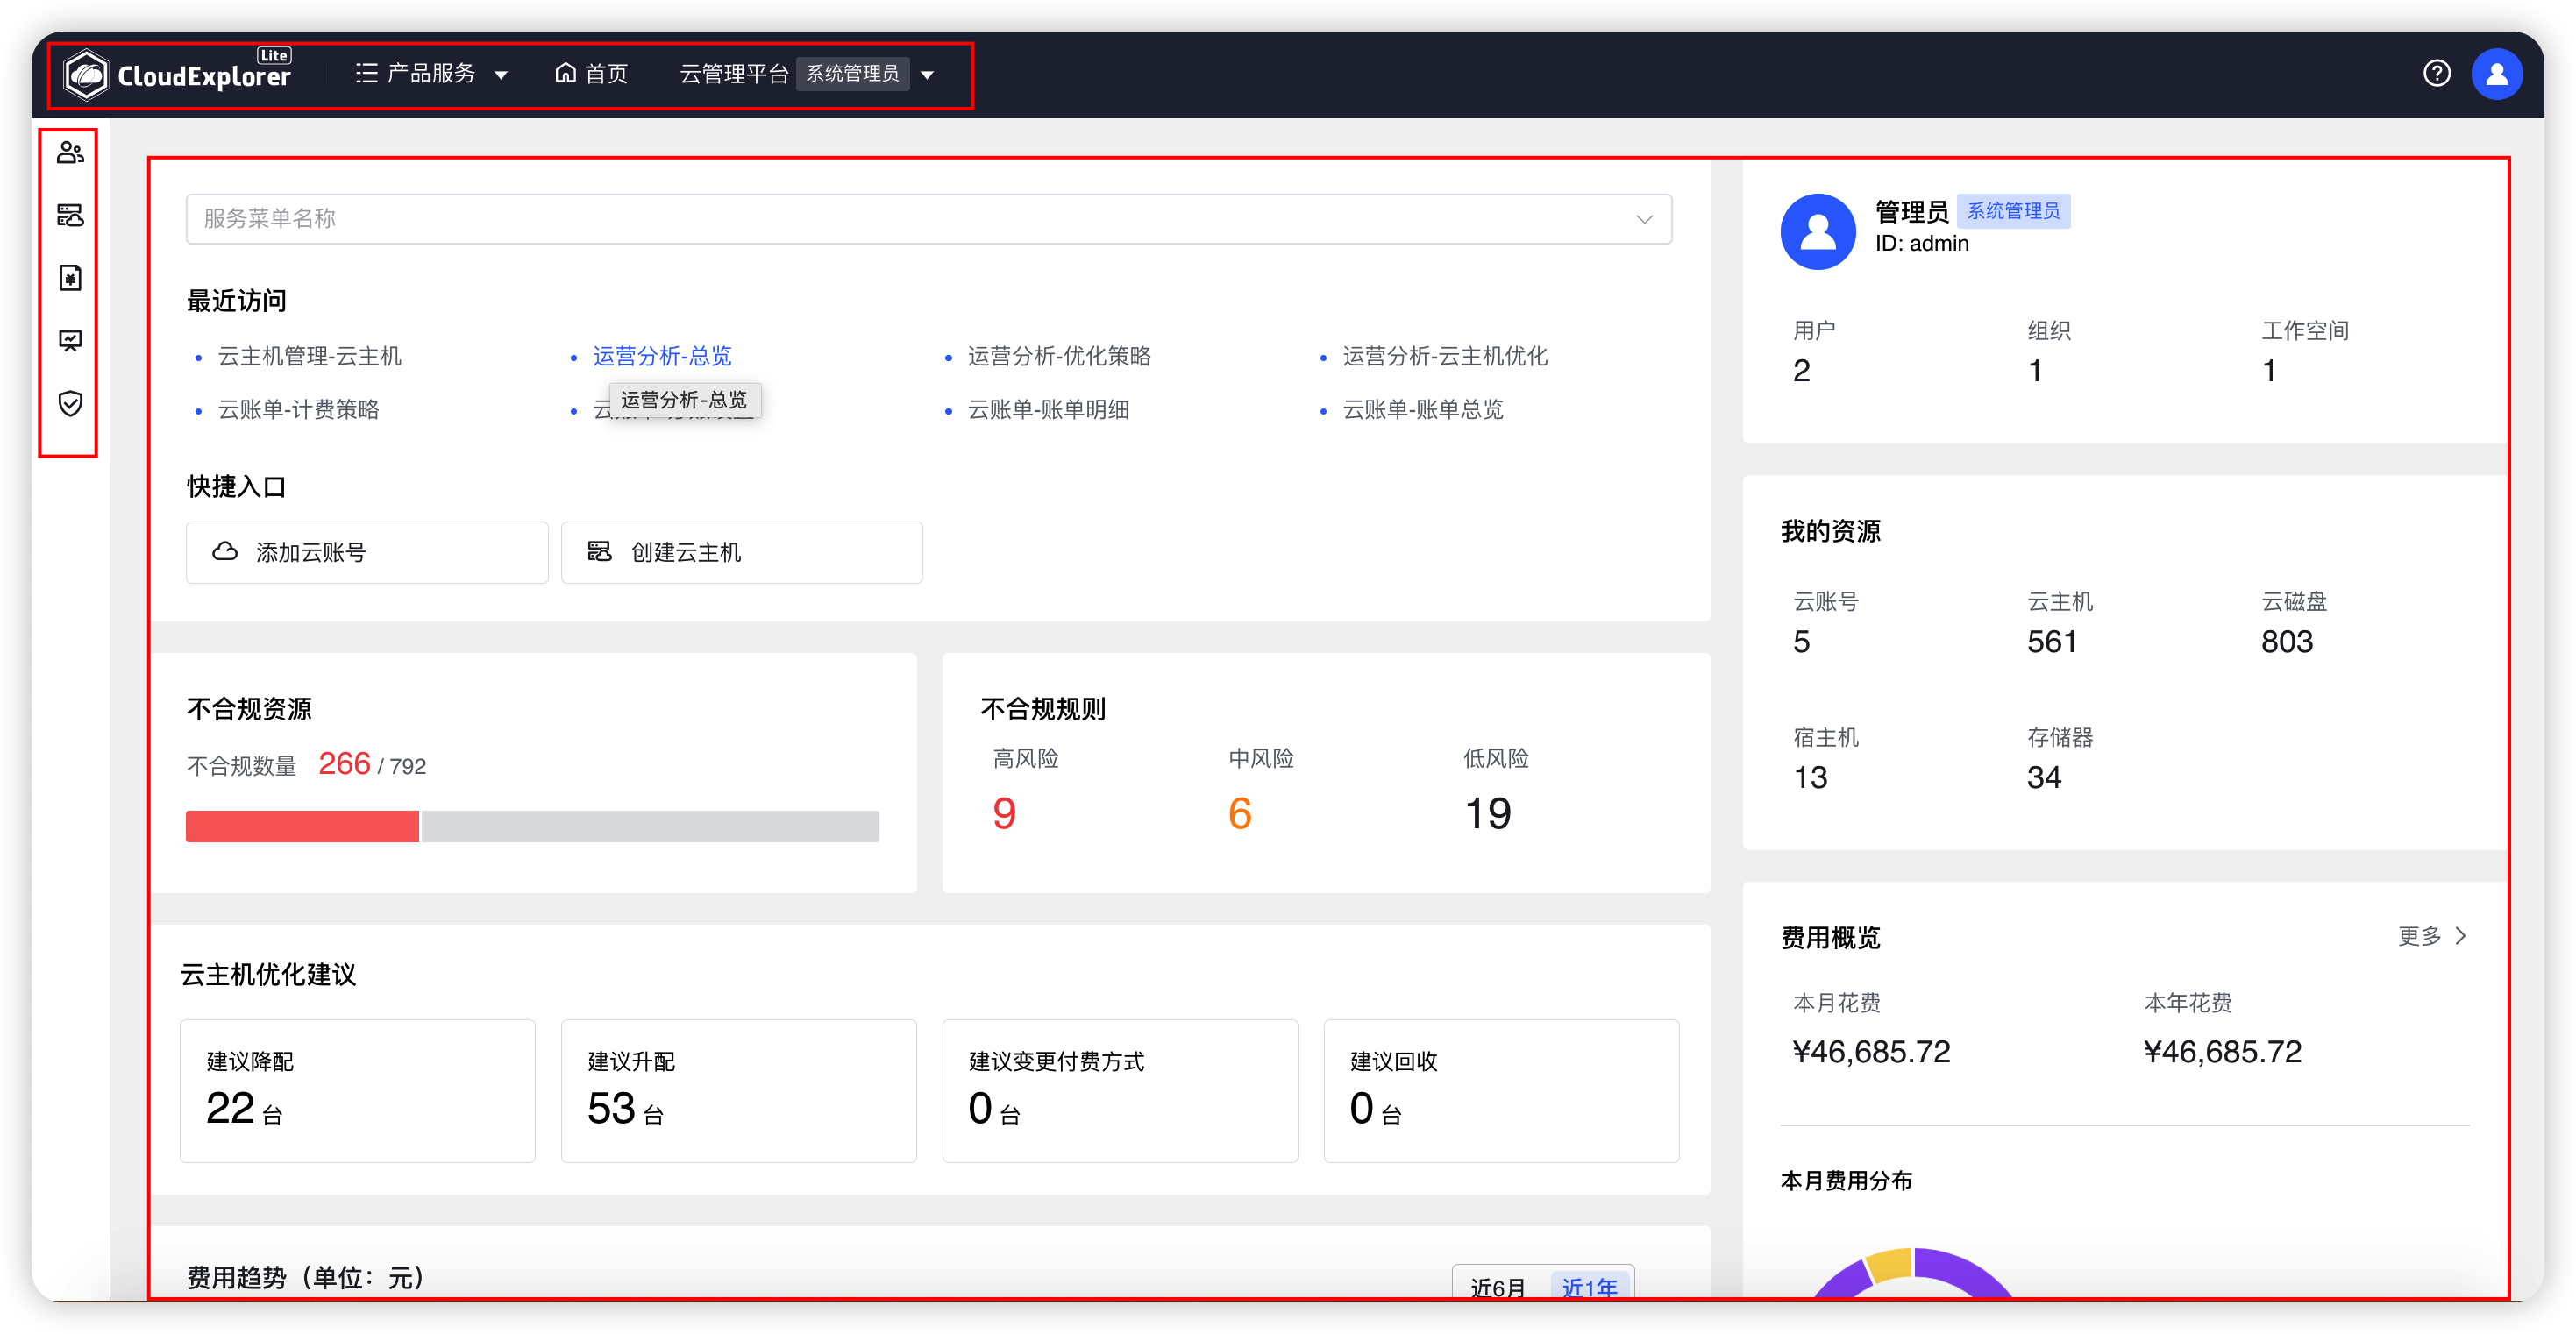 CloudExplorer Lite
产品服务
首页
云管理平台 系统管理员
服务菜单名称
最近访问
云主机管理-云主机
运营分析-总览
运营分析-优化策略
运营分析-云主机优化
运营分析-总览
云账单-计费策略
云账单-账单明细
云账单-账单总览
快捷入口
添加云账号
创建云主机
不合规资源
不合规数量 266 / 792
不合规规则
高风险 中风险 低风险
9 6 19
云主机优化建议
建议降配
22 台
建议升配
53 台
建议变更付费方式
0 台
建议回收
0 台
费用趋势（单位：元）
近6月 近1年
管理员 系统管理员
ID: admin
用户 组织 工作空间
2 1 1
我的资源
云账号 云主机 云磁盘
5 561 803
宿主机 存储器
13 34
费用概览
更多
本月花费 本年花费
¥46,685.72 ¥46,685.72
本月费用分布